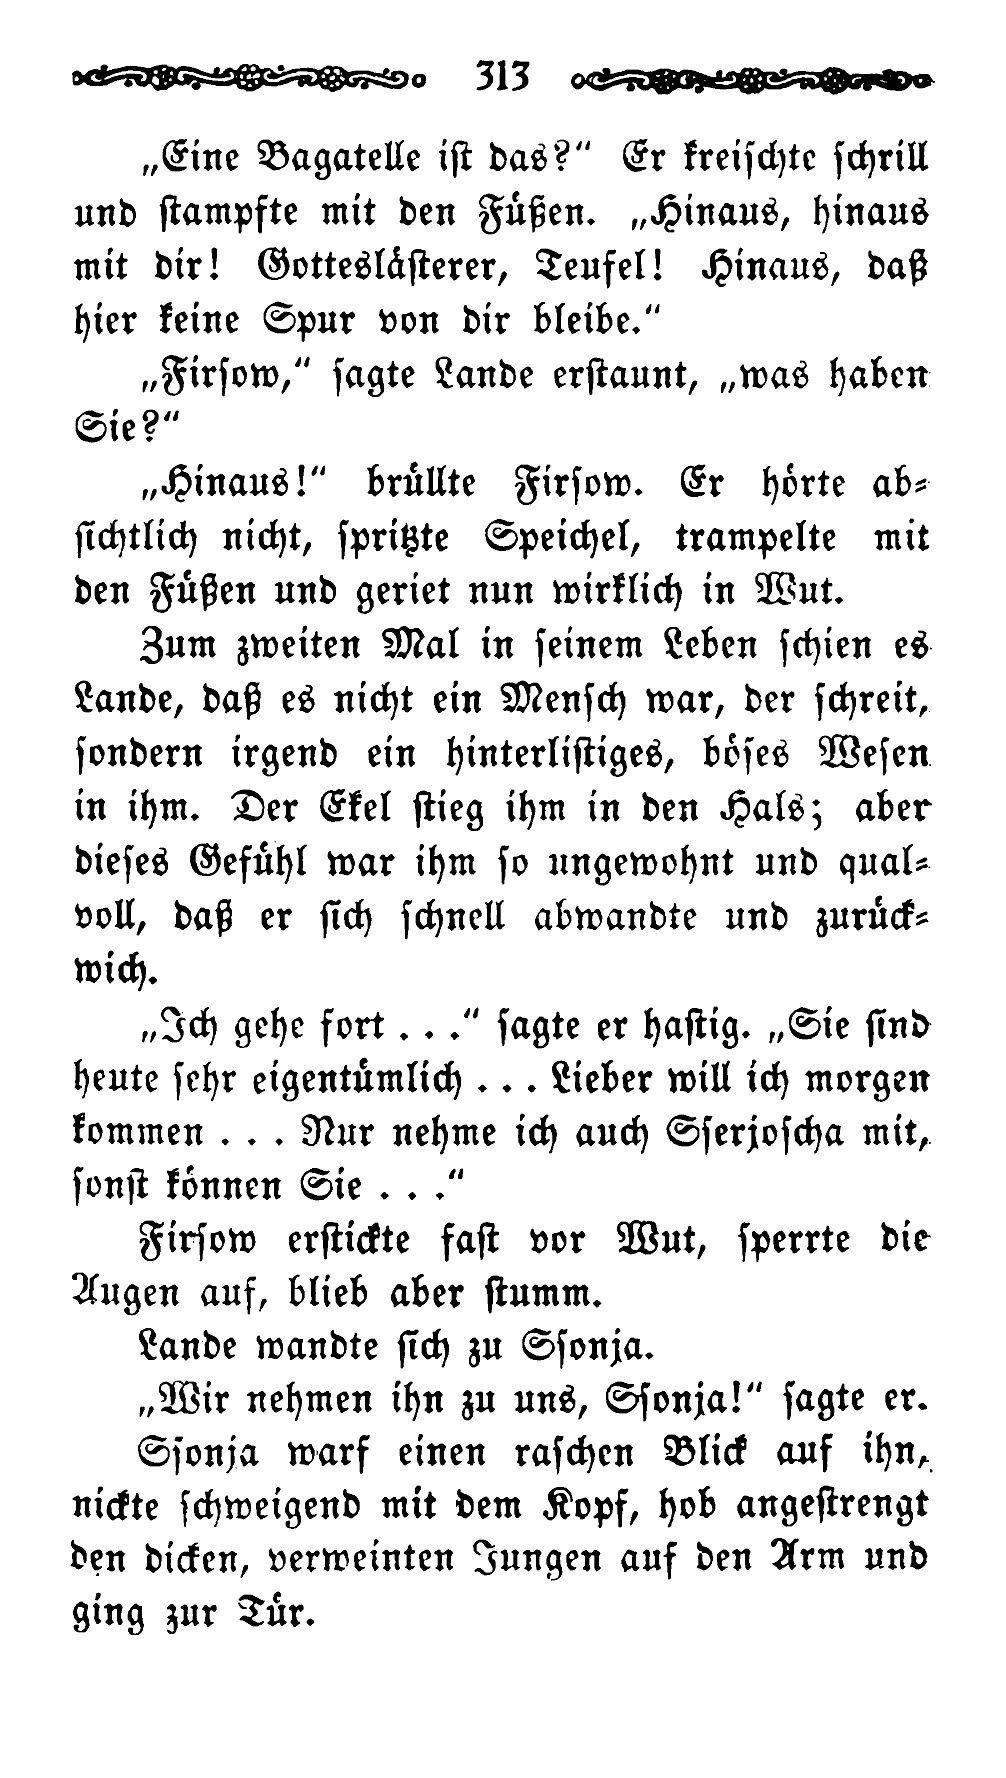 313
„Eine Bagatelle iſt das?“ Er kreiſchte ſchrill
und ſtampfte mit den Füßen. „Hinaus, hinaus
mit dir! Gottesläſterer, Teufel! Hinaus, daß
hier keine Spur von dir bleibe.“
„Firſow,“ ſagte Lande erſtaunt, „was haben
Sie?“
„Hinaus!“ brüllte Firſow. Er hörte ab⸗
ſichtlich nicht, ſpritzte Speichel, trampelte mit
den Füßen und geriet nun wirklich in Wut.
Zum zweiten Mal in ſeinem Leben ſchien es
Lande, daß es nicht ein Menſch war, der ſchreit,
ſondern irgend ein hinterliſtiges, böſes Weſen
in ihm. Der Ekel ſtieg ihm in den Hals; aber
dieſes Gefühl war ihm ſo ungewohnt und qual⸗
voll, daß er ſich ſchnell abwandte und zurück⸗
wich.
„Ich gehe fort . . .“ ſagte er haſtig. „Sie ſind
heute ſehr eigentümlich . . . Lieber will ich morgen
kommen . . . Nur nehme ich auch Sſerjoſcha mit,
ſonſt können Sie . . .“
Firſow erſtickte faſt vor Wut, ſperrte die
Augen auf, blieb aber ſtumm.
Lande wandte ſich zu Sſonja.
„Wir nehmen ihn zu uns, Sſonja!“ ſagte er.
Sſonja warf einen raſchen Blick auf ihn,
nickte ſchweigend mit dem Kopf, hob angeſtrengt
den dicken, verweinten Jungen auf den Arm und
ging zur Tür.